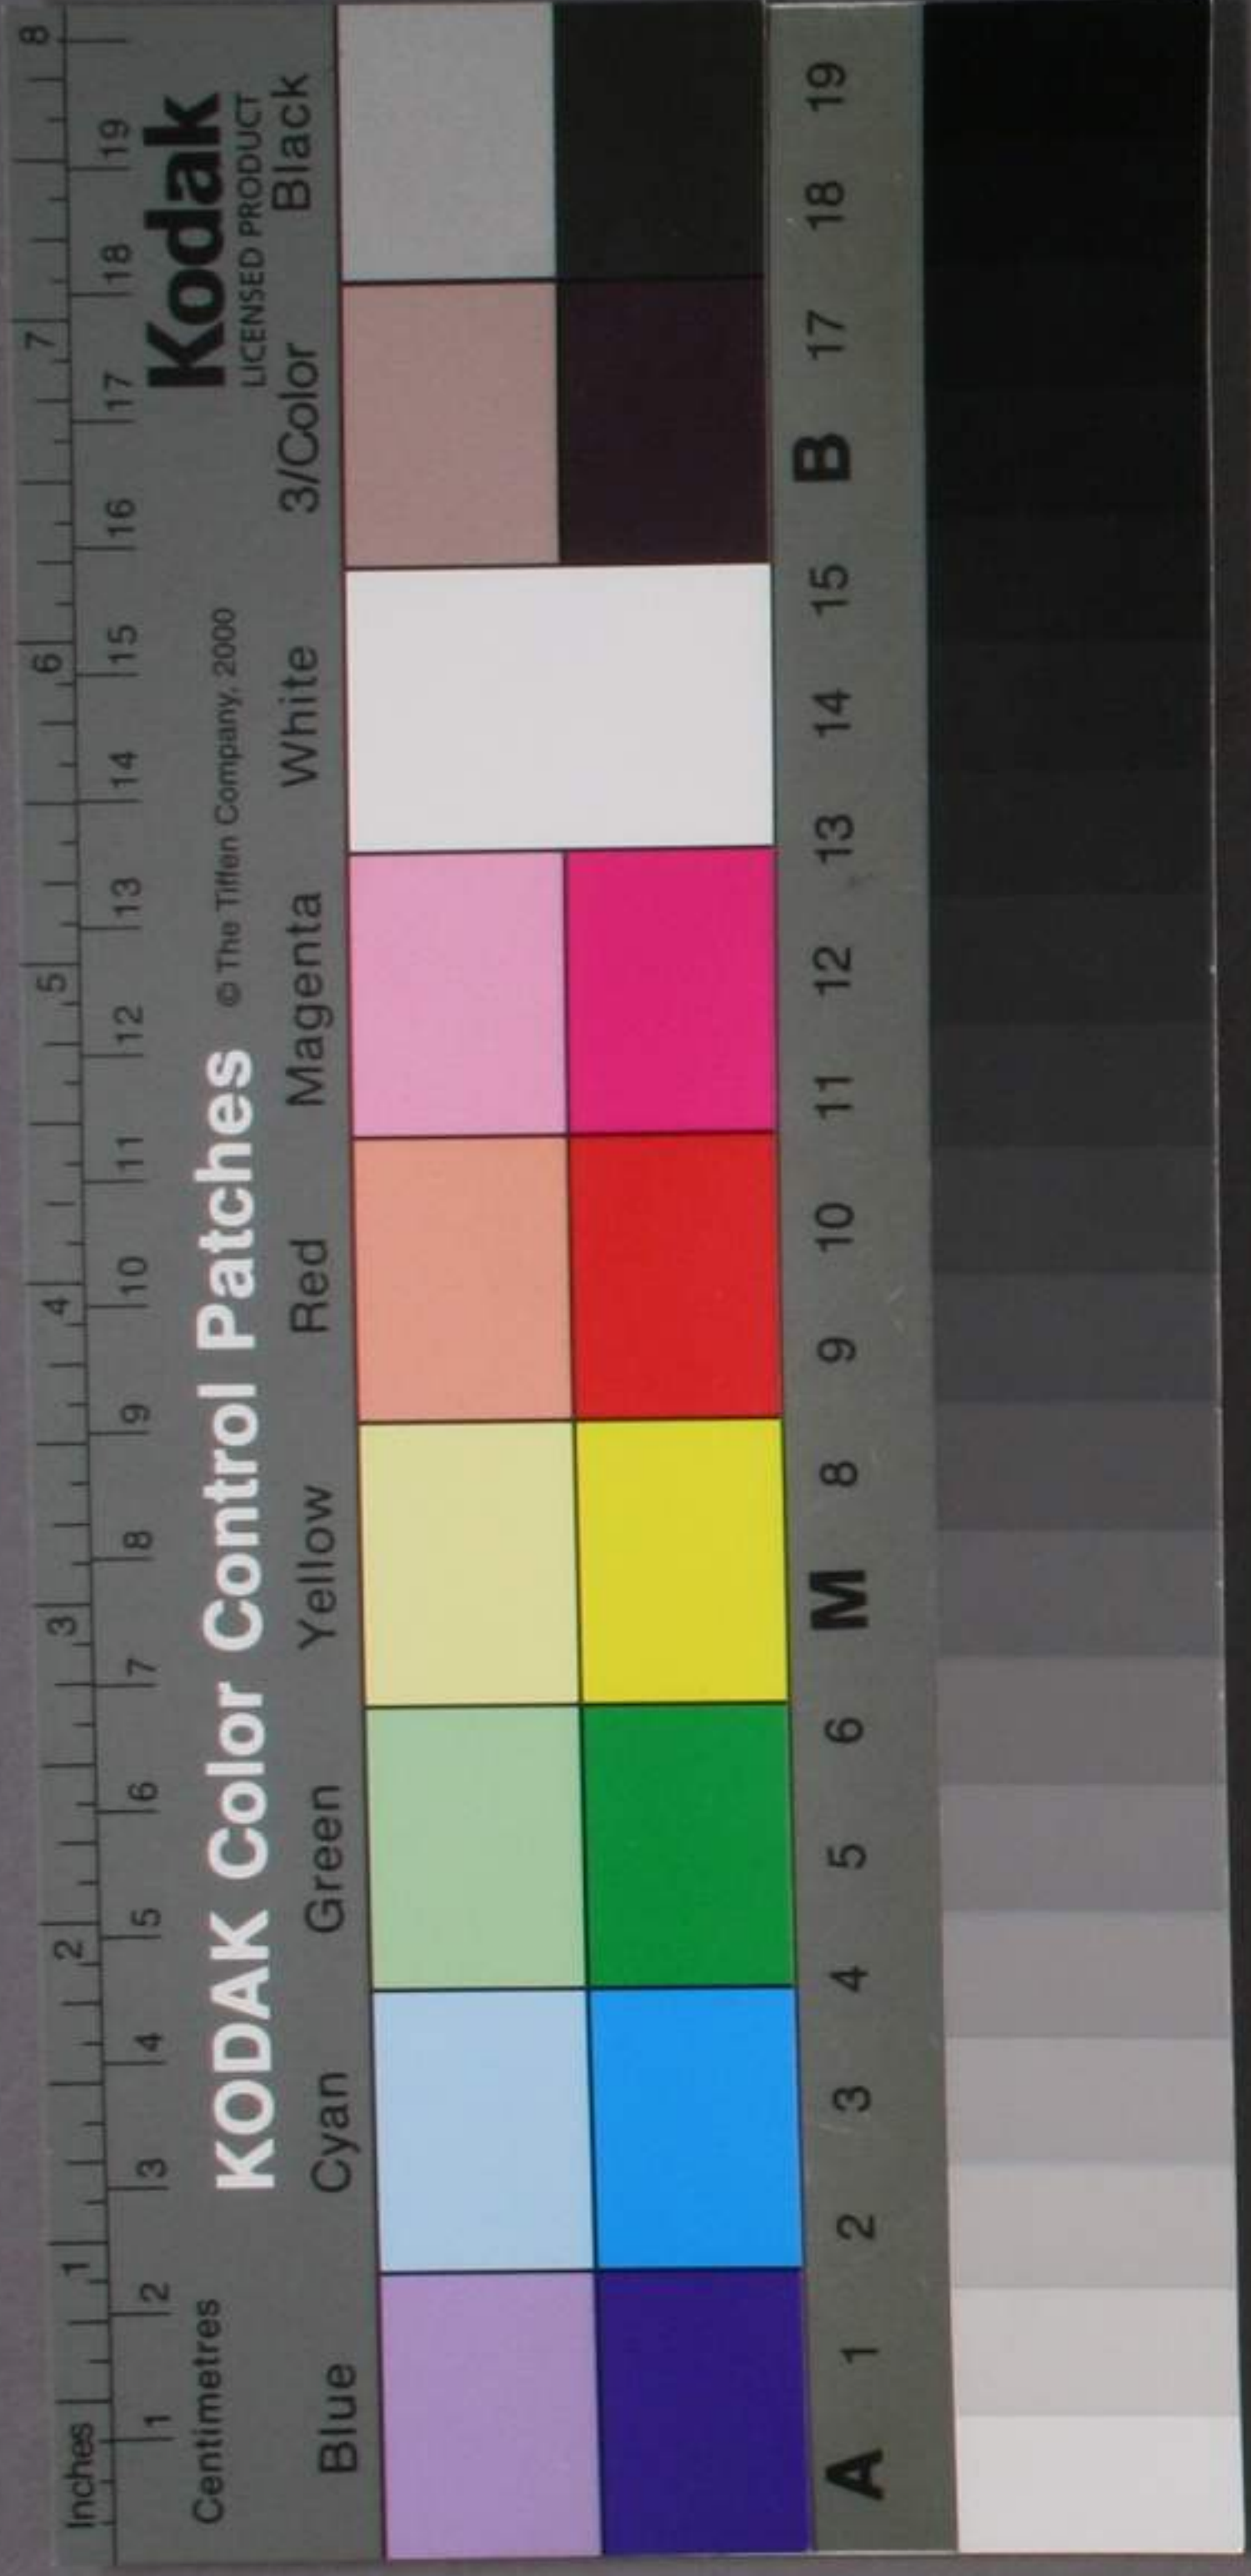 Inches 1 2 3 4 5 6 7 8
1 2 3 4 5 6 7 8 9 10 11 12 13 14 15 16 17 18 19
Centimetres
KODAK Color Control Patches © The Tiffen Company, 2000
Kodak
LICENSED PRODUCT
Blue Cyan Green Yellow Red Magenta White 3/Color Black
A 1 2 3 4 5 6 M 8 9 10 11 12 13 14 15 B 17 18 19